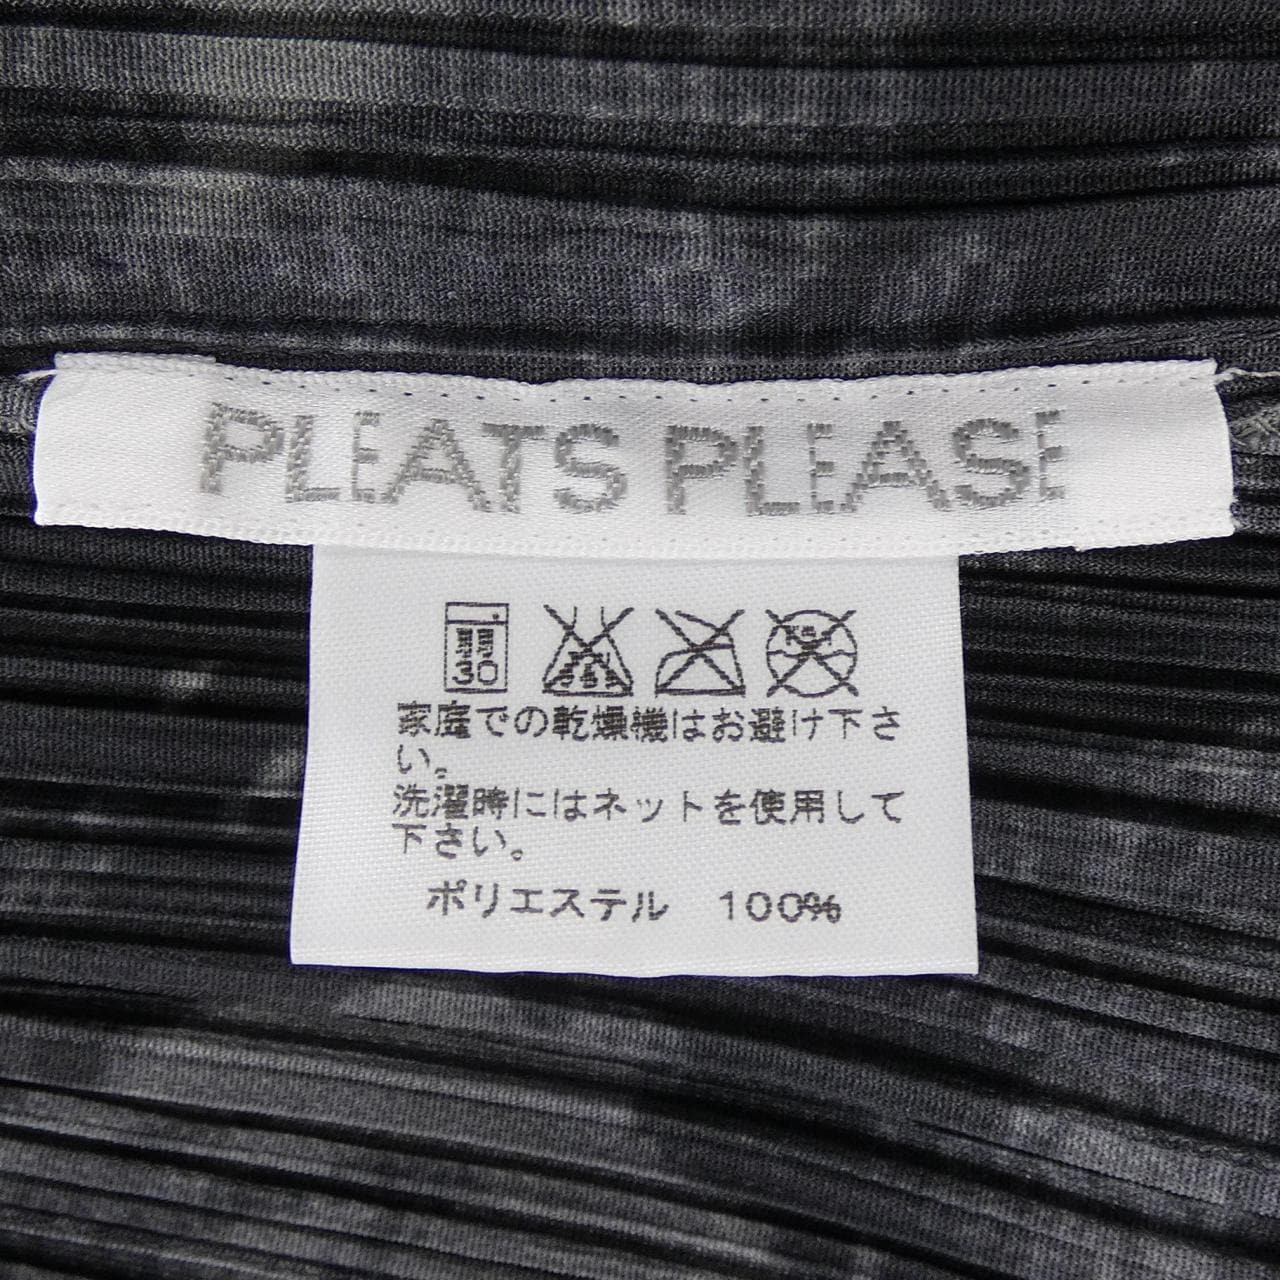 PLEATS PLEASE
30
家庭での乾燥機はお避け下さ
い。
洗濯時にはネットを使用して
下さい。
ポリエステル 100%